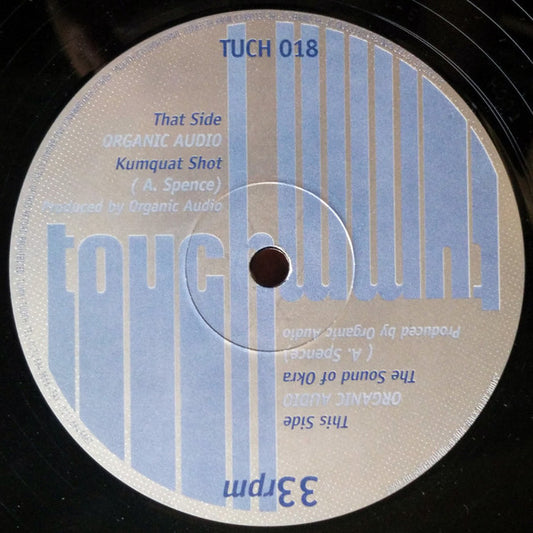 TUCH 018
That Side
ORGANIC AUDIO
Kumquat Shot
( A. Spence)
Produced by Organic Audio
touch
This Side
ORGANIC AUDIO
The Sound of Okra
( A. Spence)
Produced by Organic Audio
33rpm